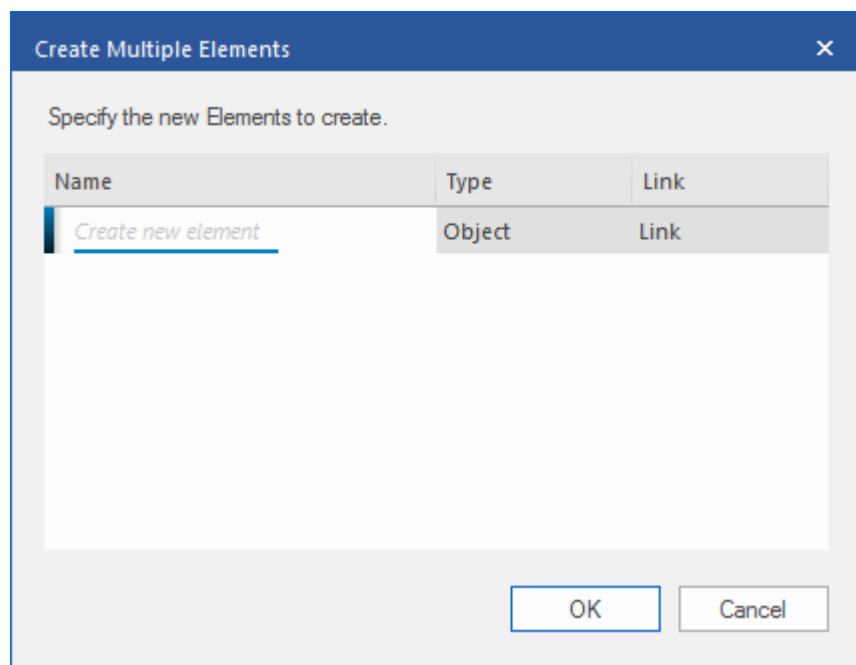 Create Multiple Elements
Specify the new Elements to create.
Name Type Link
Create new element Object Link
OK Cancel